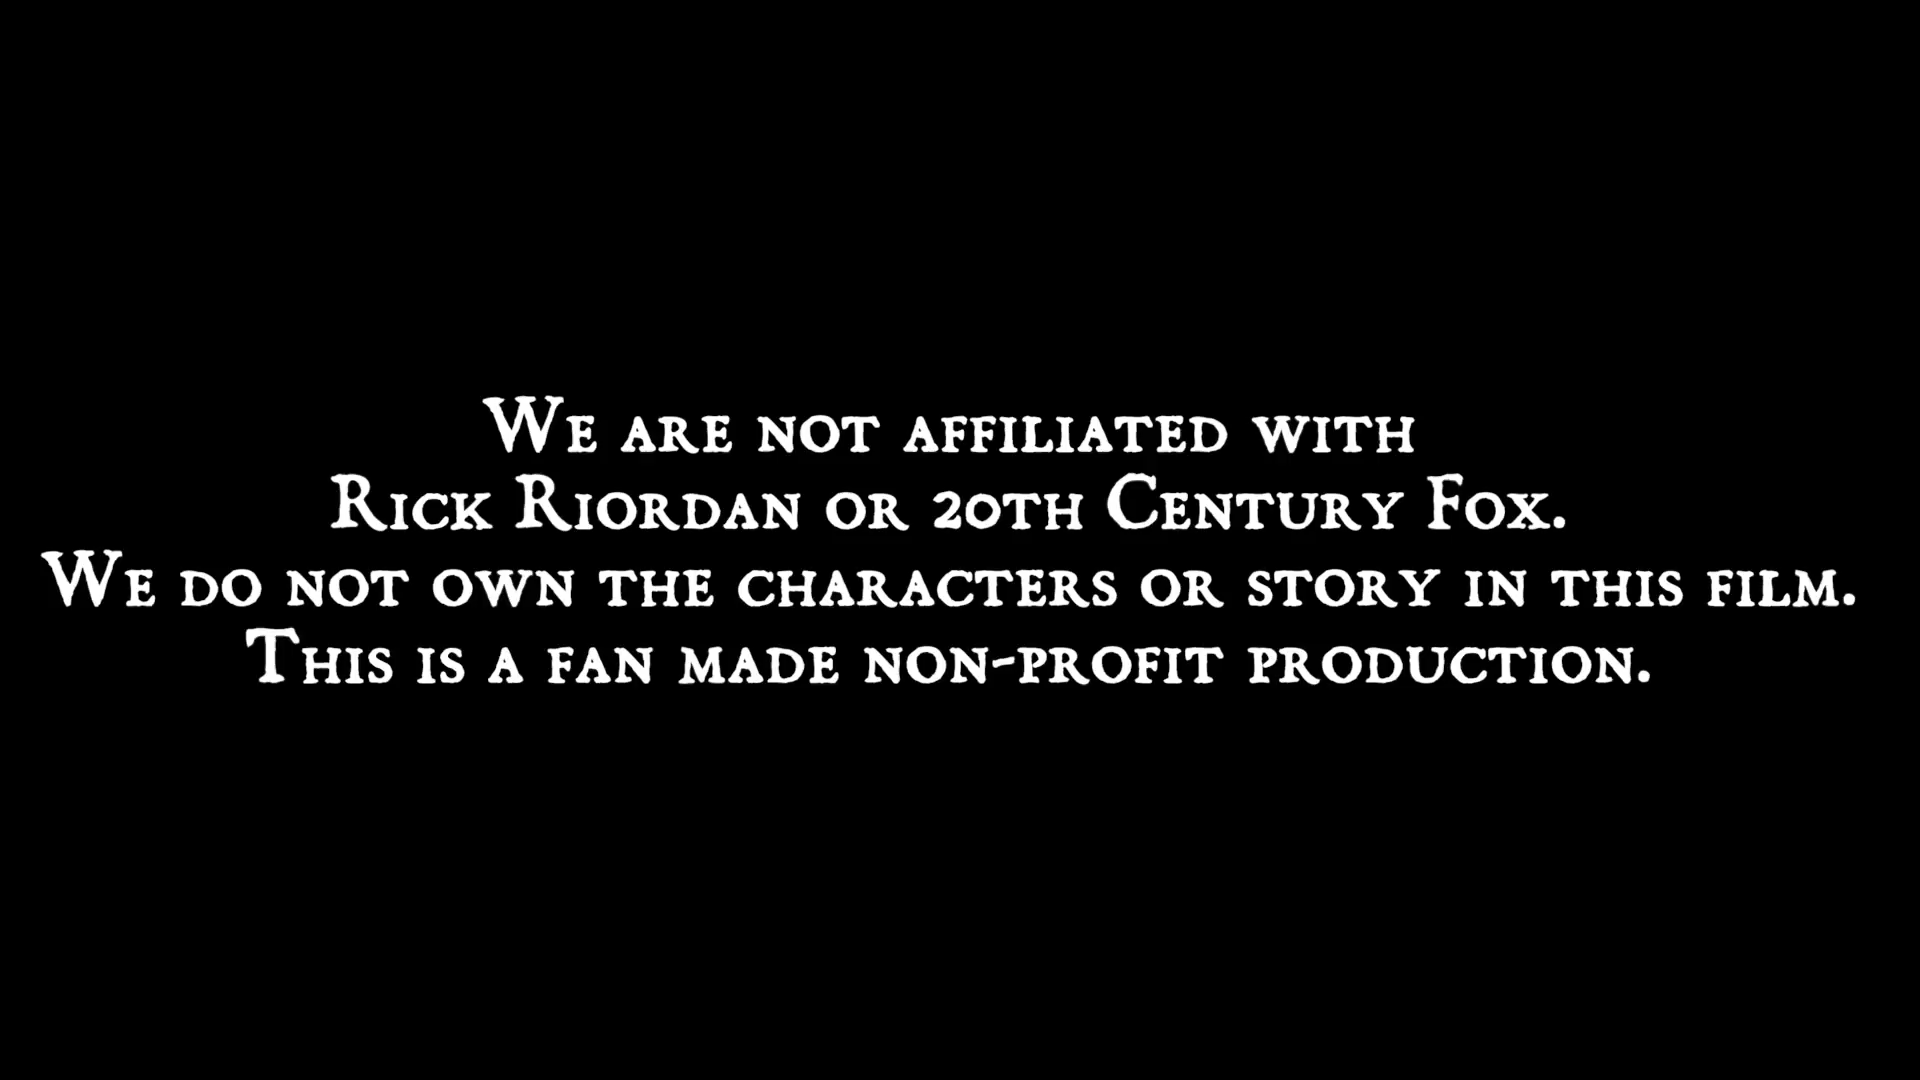 We are not affiliated with
Rick Riordan or 20th Century Fox.
We do not own the characters or story in this film.
This is a fan made non-profit production.